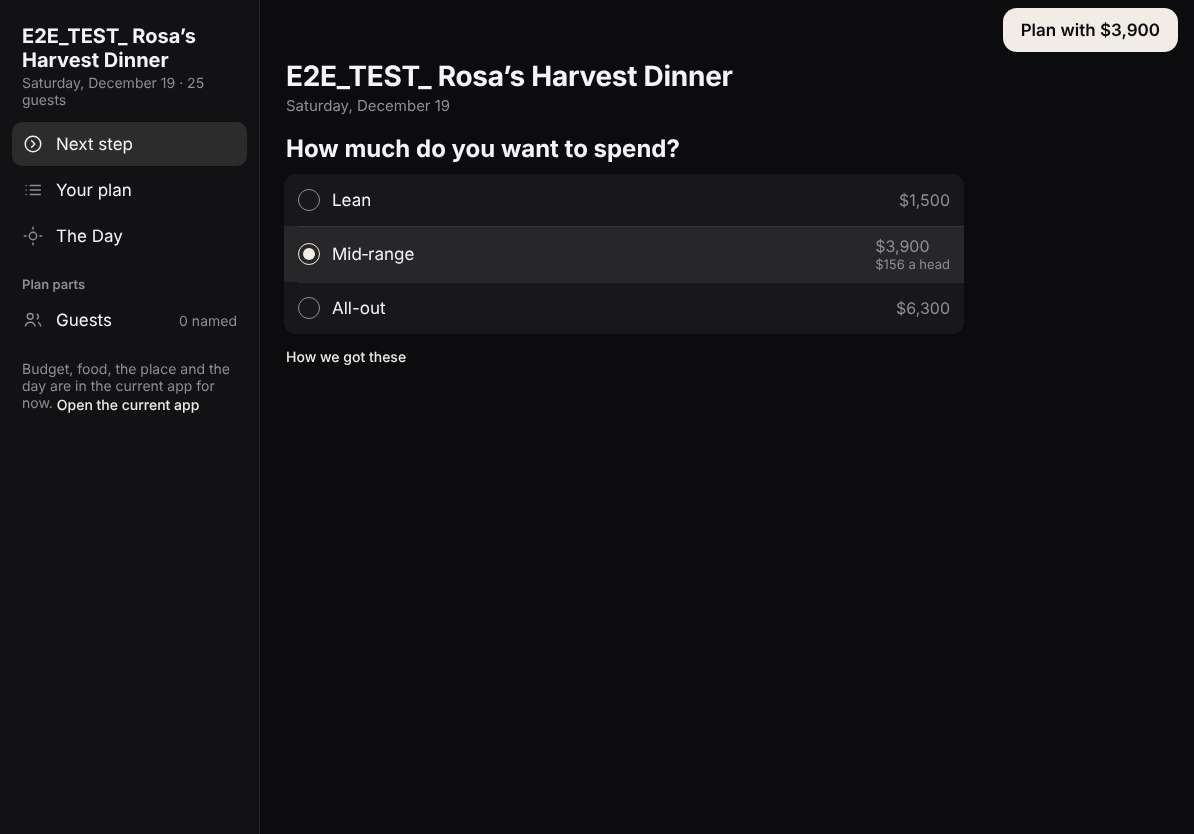 E2E_TEST_ Rosa’s
Harvest Dinner
Saturday, December 19 · 25
guests
Next step
Your plan
The Day
Plan parts
Guests 0 named
Budget, food, the place and the
day are in the current app for
now. Open the current app
Plan with $3,900
E2E_TEST_ Rosa’s Harvest Dinner
Saturday, December 19
How much do you want to spend?
Lean $1,500
Mid-range $3,900
$156 a head
All-out $6,300
How we got these